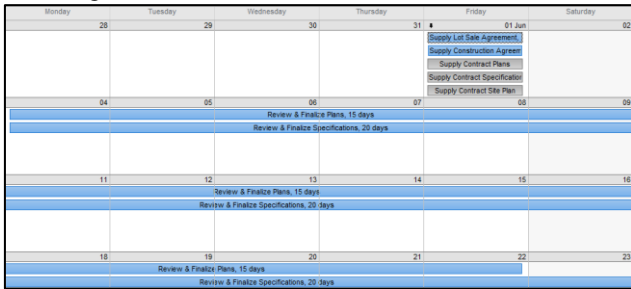 Monday Tuesday Wednesday Thursday Friday Saturday
28 29 30 31 01 Jun 02
Supply Lot Sale Agreement,
Supply Construction Agreem
Supply Contract Plans
Supply Contract Specification
Supply Contract Site Plan
04 05 06 07 08 09
Review & Finalize Plans, 15 days
Review & Finalize Specifications, 20 days
11 12 13 14 15 16
Review & Finalize Plans, 15 days
Review & Finalize Specifications, 20 days
18 19 20 21 22 23
Review & Finalize Plans, 15 days
Review & Finalize Specifications, 20 days